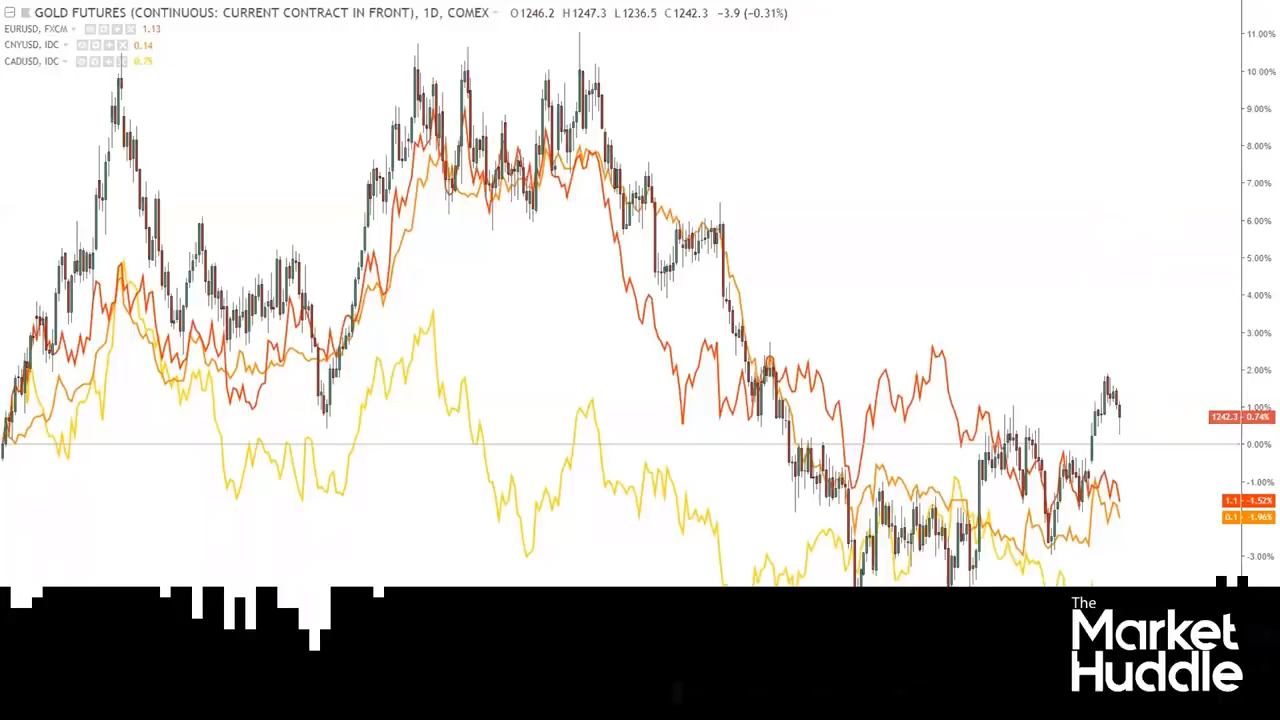 GOLD FUTURES (CONTINUOUS: CURRENT CONTRACT IN FRONT), 1D, COMEX O1246.2 H1247.3 L1236.5 C1242.3 −3.9 (−0.31%)
EURUSD, FXCM 1.13
CNYUSD, IDC 0.14
CADUSD, IDC 0.75
11.00%
10.00%
9.00%
8.00%
7.00%
6.00%
5.00%
4.00%
3.00%
2.00%
1.00%
1242.3 0.74%
0.00%
-1.00%
1.1 -1.52%
0.1 -1.96%
-3.00%
The
Market
Huddle